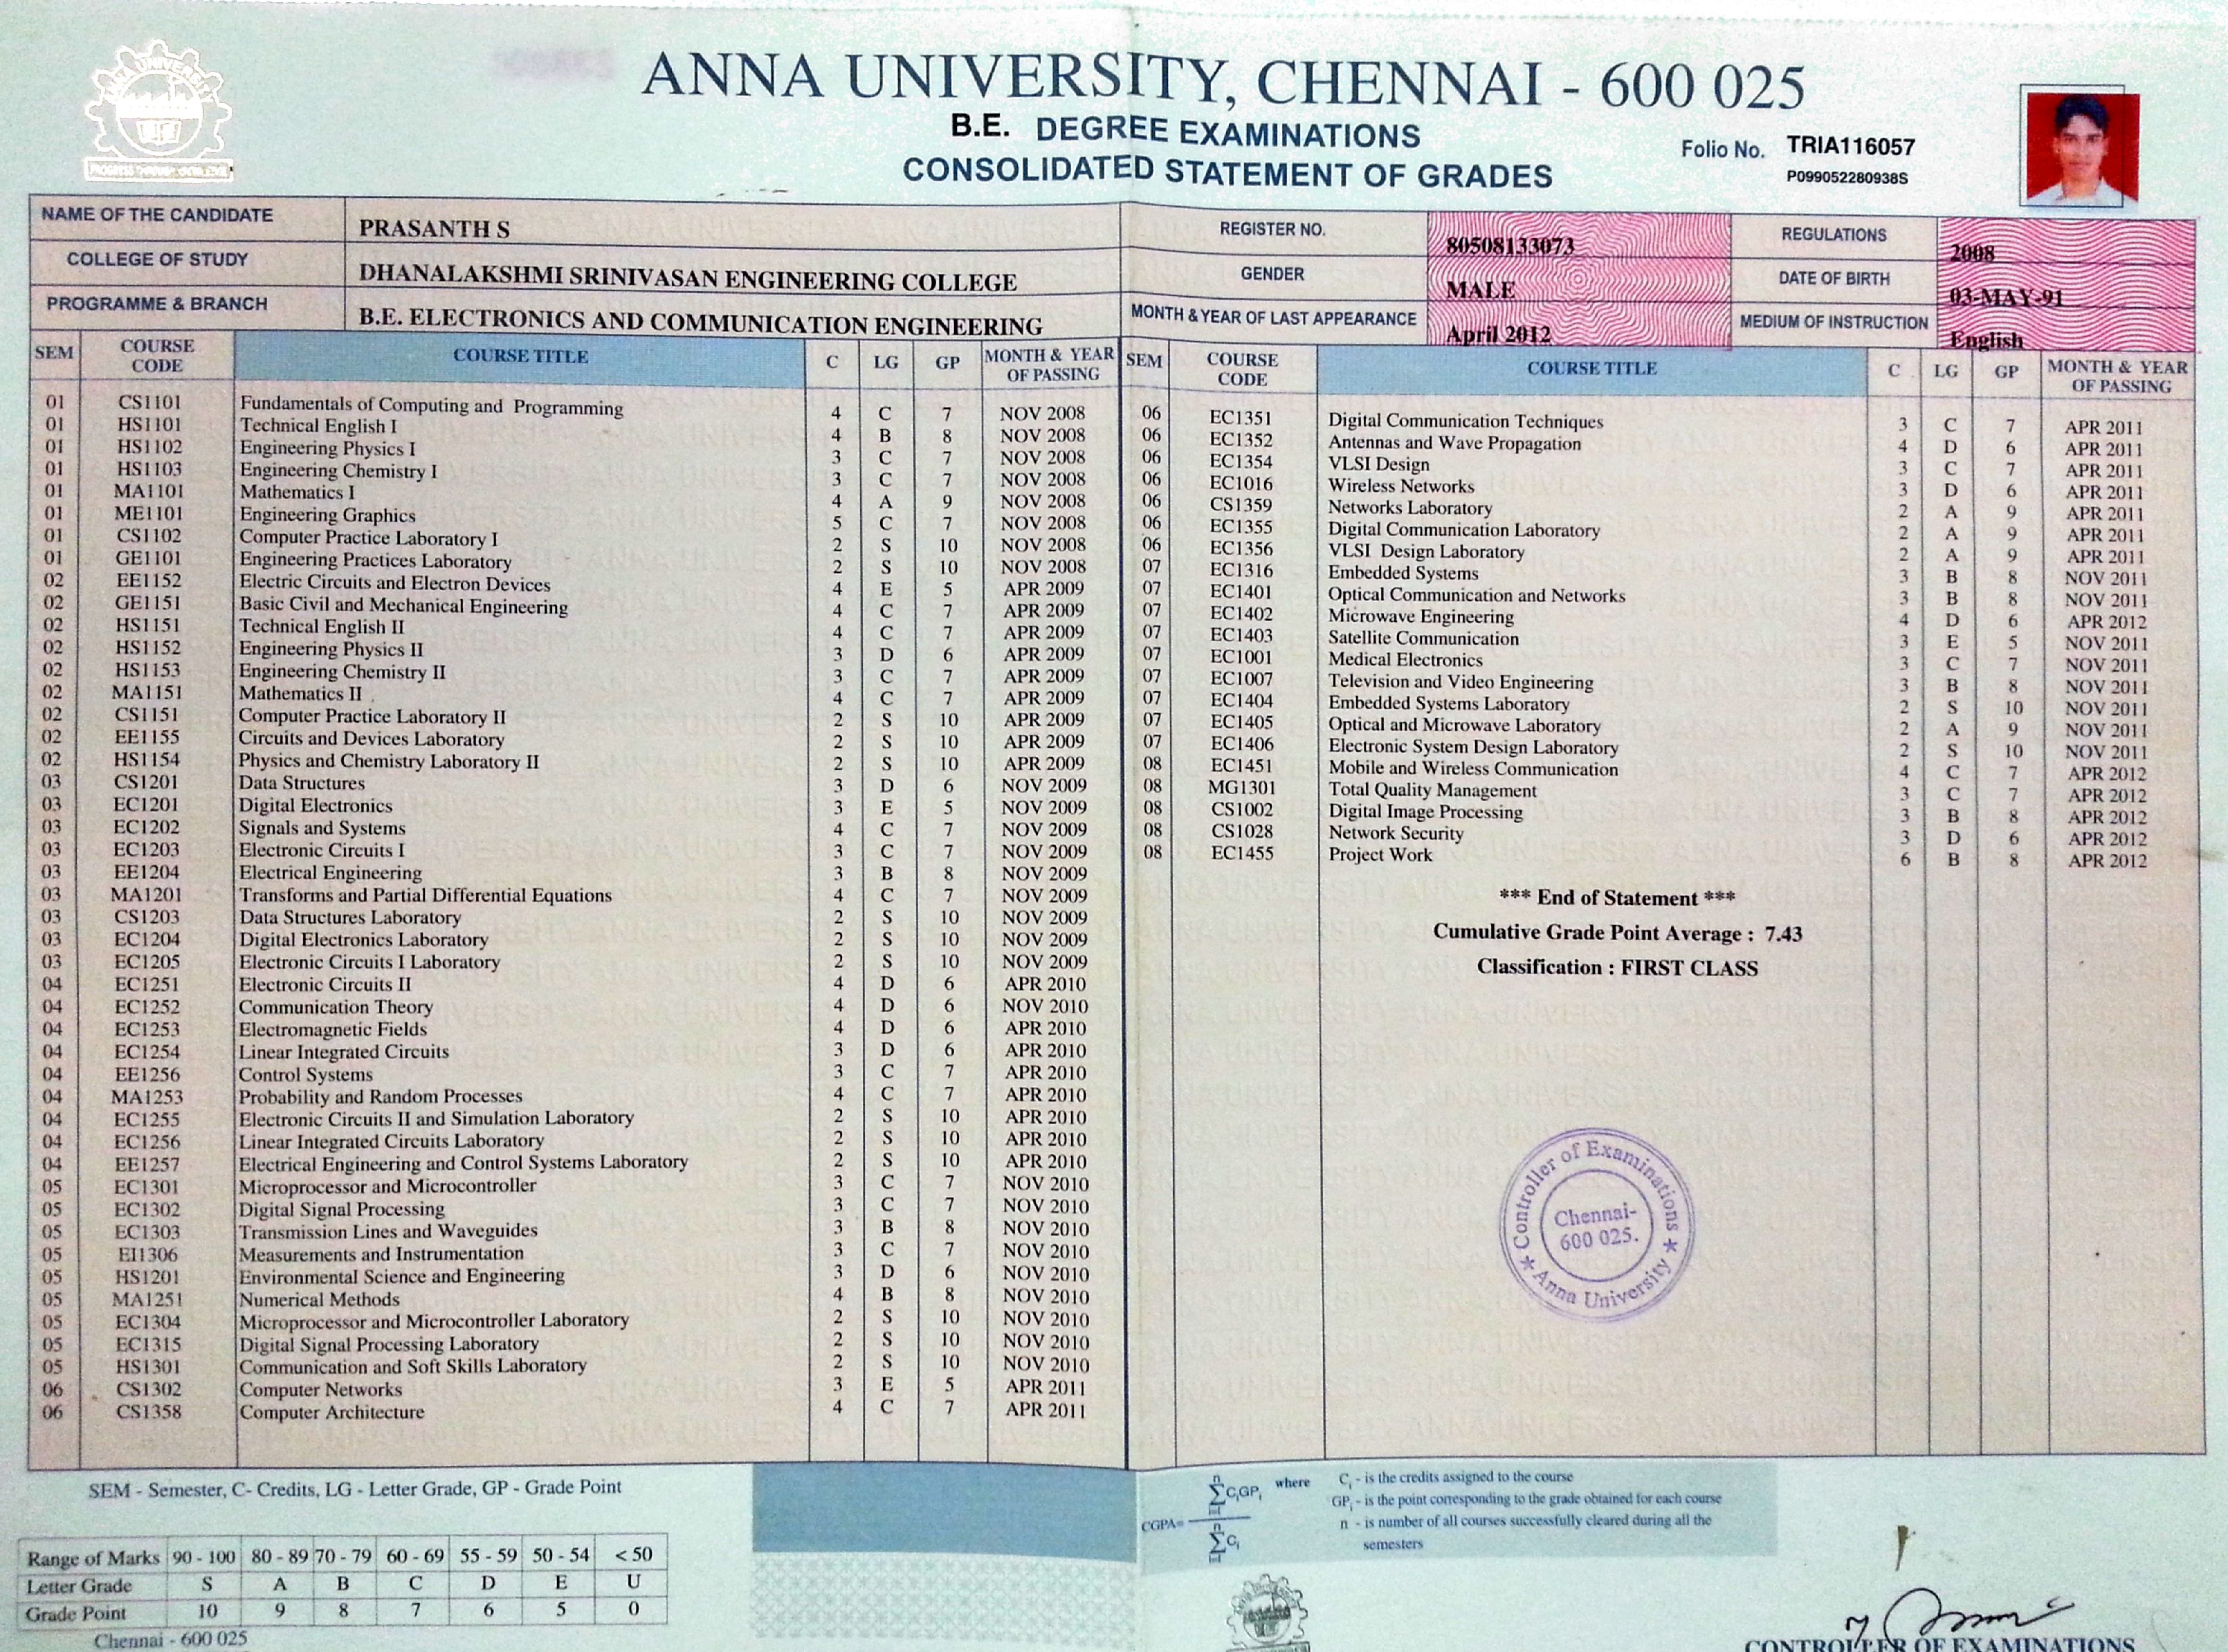 ANNA UNIVERSITY, CHENNAI - 600 025
B.E. DEGREE EXAMINATIONS
CONSOLIDATED STATEMENT OF GRADES
Folio No. TRIA116057
P099052280938S
NAME OF THE CANDIDATE PRASANTH S REGISTER NO. 80508133073 REGULATIONS 2008
COLLEGE OF STUDY DHANALAKSHMI SRINIVASAN ENGINEERING COLLEGE GENDER MALE DATE OF BIRTH 03-MAY-91
PROGRAMME & BRANCH B.E. ELECTRONICS AND COMMUNICATION ENGINEERING MONTH & YEAR OF LAST APPEARANCE April 2012 MEDIUM OF INSTRUCTION English
SEM COURSE CODE COURSE TITLE C LG GP MONTH & YEAR OF PASSING
01 CS1101 Fundamentals of Computing and Programming 4 C 7 NOV 2008
01 HS1101 Technical English I 4 B 8 NOV 2008
01 HS1102 Engineering Physics I 3 C 7 NOV 2008
01 HS1103 Engineering Chemistry I 3 C 7 NOV 2008
01 MA1101 Mathematics I 4 A 9 NOV 2008
01 ME1101 Engineering Graphics 5 C 7 NOV 2008
01 CS1102 Computer Practice Laboratory I 2 S 10 NOV 2008
01 GE1101 Engineering Practices Laboratory 2 S 10 NOV 2008
02 EE1152 Electric Circuits and Electron Devices 4 E 5 APR 2009
02 GE1151 Basic Civil and Mechanical Engineering 4 C 7 APR 2009
02 HS1151 Technical English II 4 C 7 APR 2009
02 HS1152 Engineering Physics II 3 D 6 APR 2009
02 HS1153 Engineering Chemistry II 3 C 7 APR 2009
02 MA1151 Mathematics II 4 C 7 APR 2009
02 CS1151 Computer Practice Laboratory II 2 S 10 APR 2009
02 EE1155 Circuits and Devices Laboratory 2 S 10 APR 2009
02 HS1154 Physics and Chemistry Laboratory II 2 S 10 APR 2009
03 CS1201 Data Structures 3 D 6 NOV 2009
03 EC1201 Digital Electronics 3 E 5 NOV 2009
03 EC1202 Signals and Systems 4 C 7 NOV 2009
03 EC1203 Electronic Circuits I 3 C 7 NOV 2009
03 EE1204 Electrical Engineering 3 B 8 NOV 2009
03 MA1201 Transforms and Partial Differential Equations 4 C 7 NOV 2009
03 CS1203 Data Structures Laboratory 2 S 10 NOV 2009
03 EC1204 Digital Electronics Laboratory 2 S 10 NOV 2009
03 EC1205 Electronic Circuits I Laboratory 2 S 10 NOV 2009
04 EC1251 Electronic Circuits II 4 D 6 APR 2010
04 EC1252 Communication Theory 4 D 6 NOV 2010
04 EC1253 Electromagnetic Fields 4 D 6 APR 2010
04 EC1254 Linear Integrated Circuits 3 D 6 APR 2010
04 EE1256 Control Systems 3 C 7 APR 2010
04 MA1253 Probability and Random Processes 4 C 7 APR 2010
04 EC1255 Electronic Circuits II and Simulation Laboratory 2 S 10 APR 2010
04 EC1256 Linear Integrated Circuits Laboratory 2 S 10 APR 2010
04 EE1257 Electrical Engineering and Control Systems Laboratory 2 S 10 APR 2010
05 EC1301 Microprocessor and Microcontroller 3 C 7 NOV 2010
05 EC1302 Digital Signal Processing 3 C 7 NOV 2010
05 EC1303 Transmission Lines and Waveguides 3 B 8 NOV 2010
05 EI1306 Measurements and Instrumentation 3 C 7 NOV 2010
05 HS1201 Environmental Science and Engineering 3 D 6 NOV 2010
05 MA1251 Numerical Methods 4 B 8 NOV 2010
05 EC1304 Microprocessor and Microcontroller Laboratory 2 S 10 NOV 2010
05 EC1315 Digital Signal Processing Laboratory 2 S 10 NOV 2010
05 HS1301 Communication and Soft Skills Laboratory 2 S 10 NOV 2010
06 CS1302 Computer Networks 3 E 5 APR 2011
06 CS1358 Computer Architecture 4 C 7 APR 2011
SEM COURSE CODE COURSE TITLE C LG GP MONTH & YEAR OF PASSING
06 EC1351 Digital Communication Techniques 3 C 7 APR 2011
06 EC1352 Antennas and Wave Propagation 4 D 6 APR 2011
06 EC1354 VLSI Design 3 C 7 APR 2011
06 EC1016 Wireless Networks 3 D 6 APR 2011
06 CS1359 Networks Laboratory 2 A 9 APR 2011
06 EC1355 Digital Communication Laboratory 2 A 9 APR 2011
06 EC1356 VLSI Design Laboratory 2 A 9 APR 2011
07 EC1316 Embedded Systems 3 B 8 NOV 2011
07 EC1401 Optical Communication and Networks 3 B 8 NOV 2011
07 EC1402 Microwave Engineering 4 D 6 APR 2012
07 EC1403 Satellite Communication 3 E 5 NOV 2011
07 EC1001 Medical Electronics 3 C 7 NOV 2011
07 EC1007 Television and Video Engineering 3 B 8 NOV 2011
07 EC1404 Embedded Systems Laboratory 2 S 10 NOV 2011
07 EC1405 Optical and Microwave Laboratory 2 A 9 NOV 2011
07 EC1406 Electronic System Design Laboratory 2 S 10 NOV 2011
08 EC1451 Mobile and Wireless Communication 4 C 7 APR 2012
08 MG1301 Total Quality Management 3 C 7 APR 2012
08 CS1002 Digital Image Processing 3 B 8 APR 2012
08 CS1028 Network Security 3 D 6 APR 2012
08 EC1455 Project Work 6 B 8 APR 2012
*** End of Statement ***
Cumulative Grade Point Average : 7.43
Classification : FIRST CLASS
Controller of Examinations
Chennai-
600 025.
* Anna University *
SEM - Semester, C- Credits, LG - Letter Grade, GP - Grade Point
Range of Marks 90 - 100 80 - 89 70 - 79 60 - 69 55 - 59 50 - 54 < 50
Letter Grade S A B C D E U
Grade Point 10 9 8 7 6 5 0
Chennai - 600 025
CGPA= n ∑ i=1 CiGPi / n ∑ i=1 Ci where
Ci - is the credits assigned to the course
GPi - is the point corresponding to the grade obtained for each course
n - is number of all courses successfully cleared during all the
semesters
CONTROLLER OF EXAMINATIONS